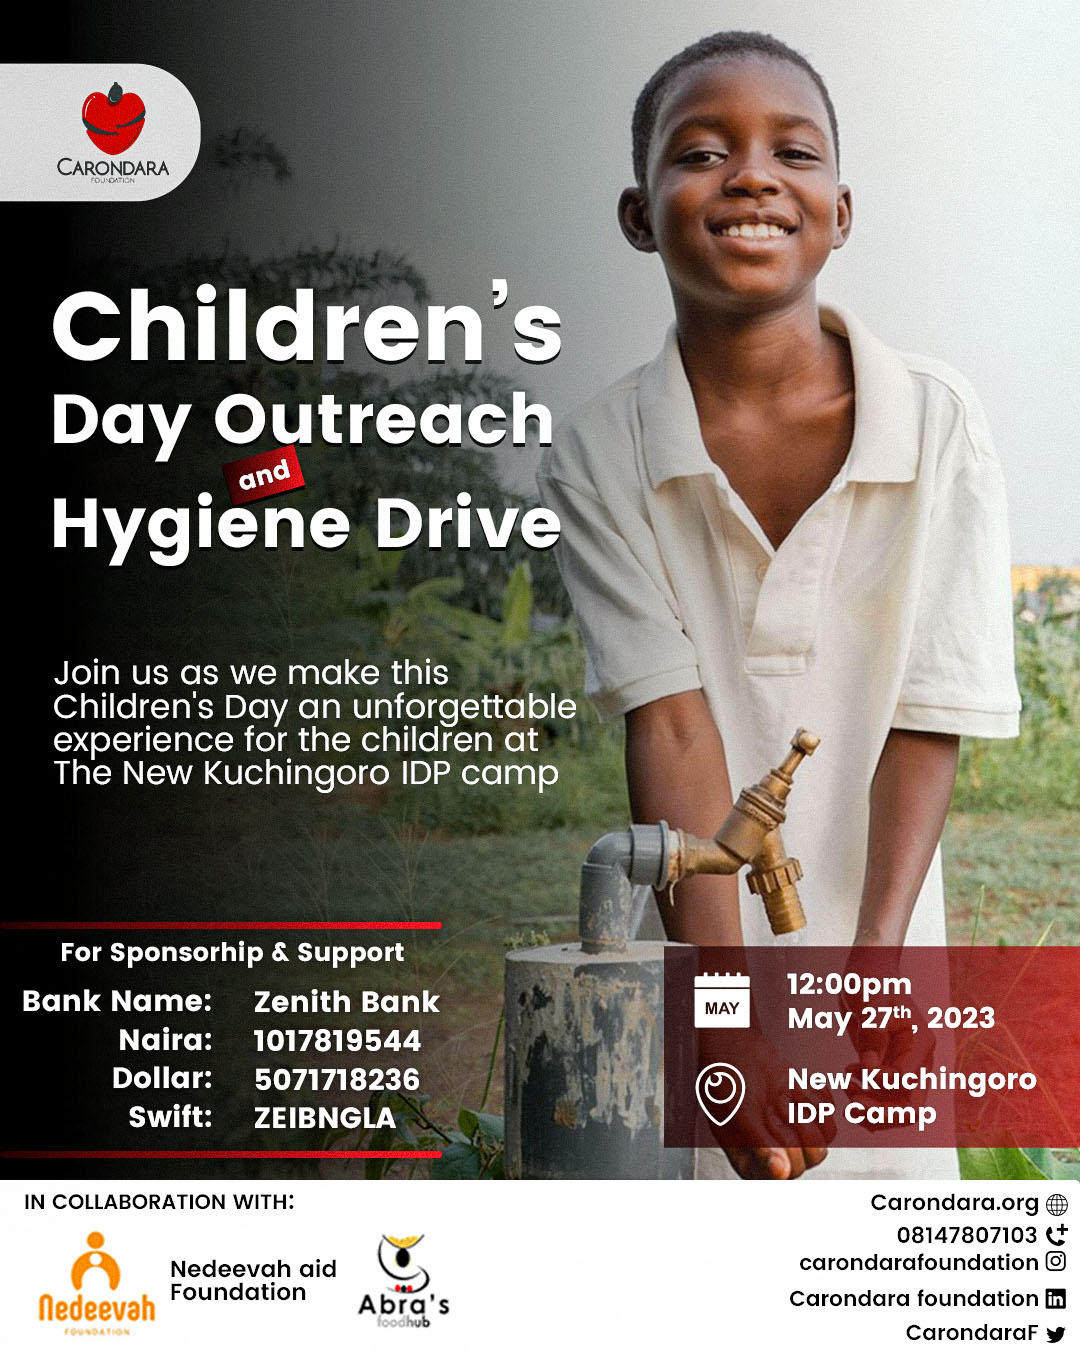 CARONDARA
FOUNDATION
Children's
Day Outreach
and
Hygiene Drive
Join us as we make this
Children's Day an unforgettable
experience for the children at
The New Kuchingoro IDP camp
For Sponsorhip & Support
Bank Name: Zenith Bank
Naira: 1017819544
Dollar: 5071718236
Swift: ZEIBNGLA
MAY
12:00pm
May 27th, 2023
New Kuchingoro
IDP Camp
IN COLLABORATION WITH:
Nedeevah
FOUNDATION
Nedeevah aid
Foundation
Abra's
foodhub
Carondara.org
08147807103
carondarafoundation
Carondara foundation
CarondaraF